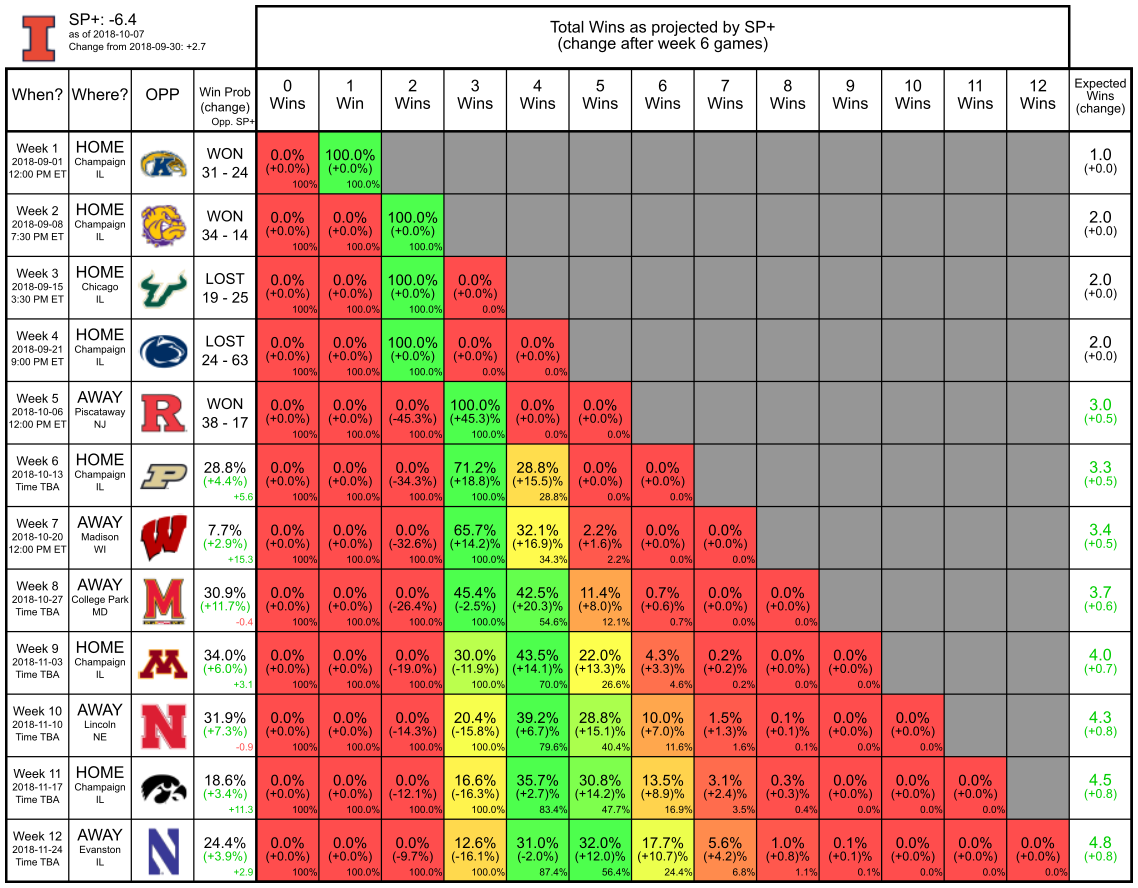 SP+: -6.4
as of 2018-10-07
Change from 2018-09-30: +2.7
Total Wins as projected by SP+
(change after week 6 games)
When? Where? OPP Win Prob (change) Opp. SP+ 0 Wins 1 Win 2 Wins 3 Wins 4 Wins 5 Wins 6 Wins 7 Wins 8 Wins 9 Wins 10 Wins 11 Wins 12 Wins Expected Wins (change)
Week 1 HOME WON 0.0% 100.0% 1.0
2018-09-01 Champaign K (+0.0%) (+0.0%) (+0.0)
12:00 PM ET IL 31 - 24 100% 100.0%
Week 2 HOME WON 0.0% 0.0% 100.0% 2.0
2018-09-08 Champaign (+0.0%) (+0.0%) (+0.0%) (+0.0)
7:30 PM ET IL 34 - 14 100% 100.0% 100.0%
Week 3 HOME LOST 0.0% 0.0% 100.0% 0.0% 2.0
2018-09-15 Chicago (+0.0%) (+0.0%) (+0.0%) (+0.0%) (+0.0)
3:30 PM ET IL 19 - 25 100% 100.0% 100.0% 0.0%
Week 4 HOME LOST 0.0% 0.0% 100.0% 0.0% 0.0% 2.0
2018-09-21 Champaign (+0.0%) (+0.0%) (+0.0%) (+0.0%) (+0.0%) (+0.0)
9:00 PM ET IL 24 - 63 100% 100.0% 100.0% 0.0% 0.0%
Week 5 AWAY WON 0.0% 0.0% 0.0% 100.0% 0.0% 0.0% 3.0
2018-10-06 Piscataway R (+0.0%) (+0.0%) (-45.3%) (+45.3)% (+0.0%) (+0.0%) (+0.5)
12:00 PM ET NJ 38 - 17 100% 100.0% 100.0% 100.0% 0.0% 0.0%
Week 6 HOME 28.8% 0.0% 0.0% 0.0% 71.2% 28.8% 0.0% 0.0% 3.3
2018-10-13 Champaign P (+4.4%) (+0.0%) (+0.0%) (-34.3%) (+18.8)% (+15.5)% (+0.0%) (+0.0%) (+0.5)
Time TBA IL +5.6 100% 100.0% 100.0% 100.0% 28.8% 0.0% 0.0%
Week 7 AWAY 7.7% 0.0% 0.0% 0.0% 65.7% 32.1% 2.2% 0.0% 0.0% 3.4
2018-10-20 Madison W (+2.9%) (+0.0%) (+0.0%) (-32.6%) (+14.2)% (+16.9)% (+1.6)% (+0.0%) (+0.0%) (+0.5)
12:00 PM ET WI +15.3 100% 100.0% 100.0% 100.0% 34.3% 2.2% 0.0% 0.0%
Week 8 AWAY 30.9% 0.0% 0.0% 0.0% 45.4% 42.5% 11.4% 0.7% 0.0% 0.0% 3.7
2018-10-27 College Park M (+11.7%) (+0.0%) (+0.0%) (-26.4%) (-2.5%) (+20.3)% (+8.0)% (+0.6)% (+0.0%) (+0.0%) (+0.6)
Time TBA MD -0.4 100% 100.0% 100.0% 100.0% 54.6% 12.1% 0.7% 0.0% 0.0%
Week 9 HOME 34.0% 0.0% 0.0% 0.0% 30.0% 43.5% 22.0% 4.3% 0.2% 0.0% 0.0% 4.0
2018-11-03 Champaign M (+6.0%) (+0.0%) (+0.0%) (-19.0%) (-11.9%) (+14.1)% (+13.3)% (+3.3)% (+0.2)% (+0.0%) (+0.0%) (+0.7)
Time TBA IL +3.1 100% 100.0% 100.0% 100.0% 70.0% 26.6% 4.6% 0.2% 0.0% 0.0%
Week 10 AWAY 31.9% 0.0% 0.0% 0.0% 20.4% 39.2% 28.8% 10.0% 1.5% 0.1% 0.0% 0.0% 4.3
2018-11-10 Lincoln N (+7.3%) (+0.0%) (+0.0%) (-14.3%) (-15.8%) (+6.7)% (+15.1)% (+7.0)% (+1.3)% (+0.1)% (+0.0%) (+0.0%) (+0.8)
Time TBA NE -0.9 100% 100.0% 100.0% 100.0% 79.6% 40.4% 11.6% 1.6% 0.1% 0.0% 0.0%
Week 11 HOME 18.6% 0.0% 0.0% 0.0% 16.6% 35.7% 30.8% 13.5% 3.1% 0.3% 0.0% 0.0% 0.0% 4.5
2018-11-17 Champaign (+3.4%) (+0.0%) (+0.0%) (-12.1%) (-16.3%) (+2.7)% (+14.2)% (+8.9)% (+2.4)% (+0.3)% (+0.0%) (+0.0%) (+0.0%) (+0.8)
Time TBA IL +11.3 100% 100.0% 100.0% 100.0% 83.4% 47.7% 16.9% 3.5% 0.4% 0.0% 0.0% 0.0%
Week 12 AWAY 24.4% 0.0% 0.0% 0.0% 12.6% 31.0% 32.0% 17.7% 5.6% 1.0% 0.1% 0.0% 0.0% 0.0% 4.8
2018-11-24 Evanston N (+3.9%) (+0.0%) (+0.0%) (-9.7%) (-16.1%) (-2.0%) (+12.0)% (+10.7)% (+4.2)% (+0.8)% (+0.1)% (+0.0%) (+0.0%) (+0.0%) (+0.8)
Time TBA IL +2.9 100% 100.0% 100.0% 100.0% 87.4% 56.4% 24.4% 6.8% 1.1% 0.1% 0.0% 0.0% 0.0%